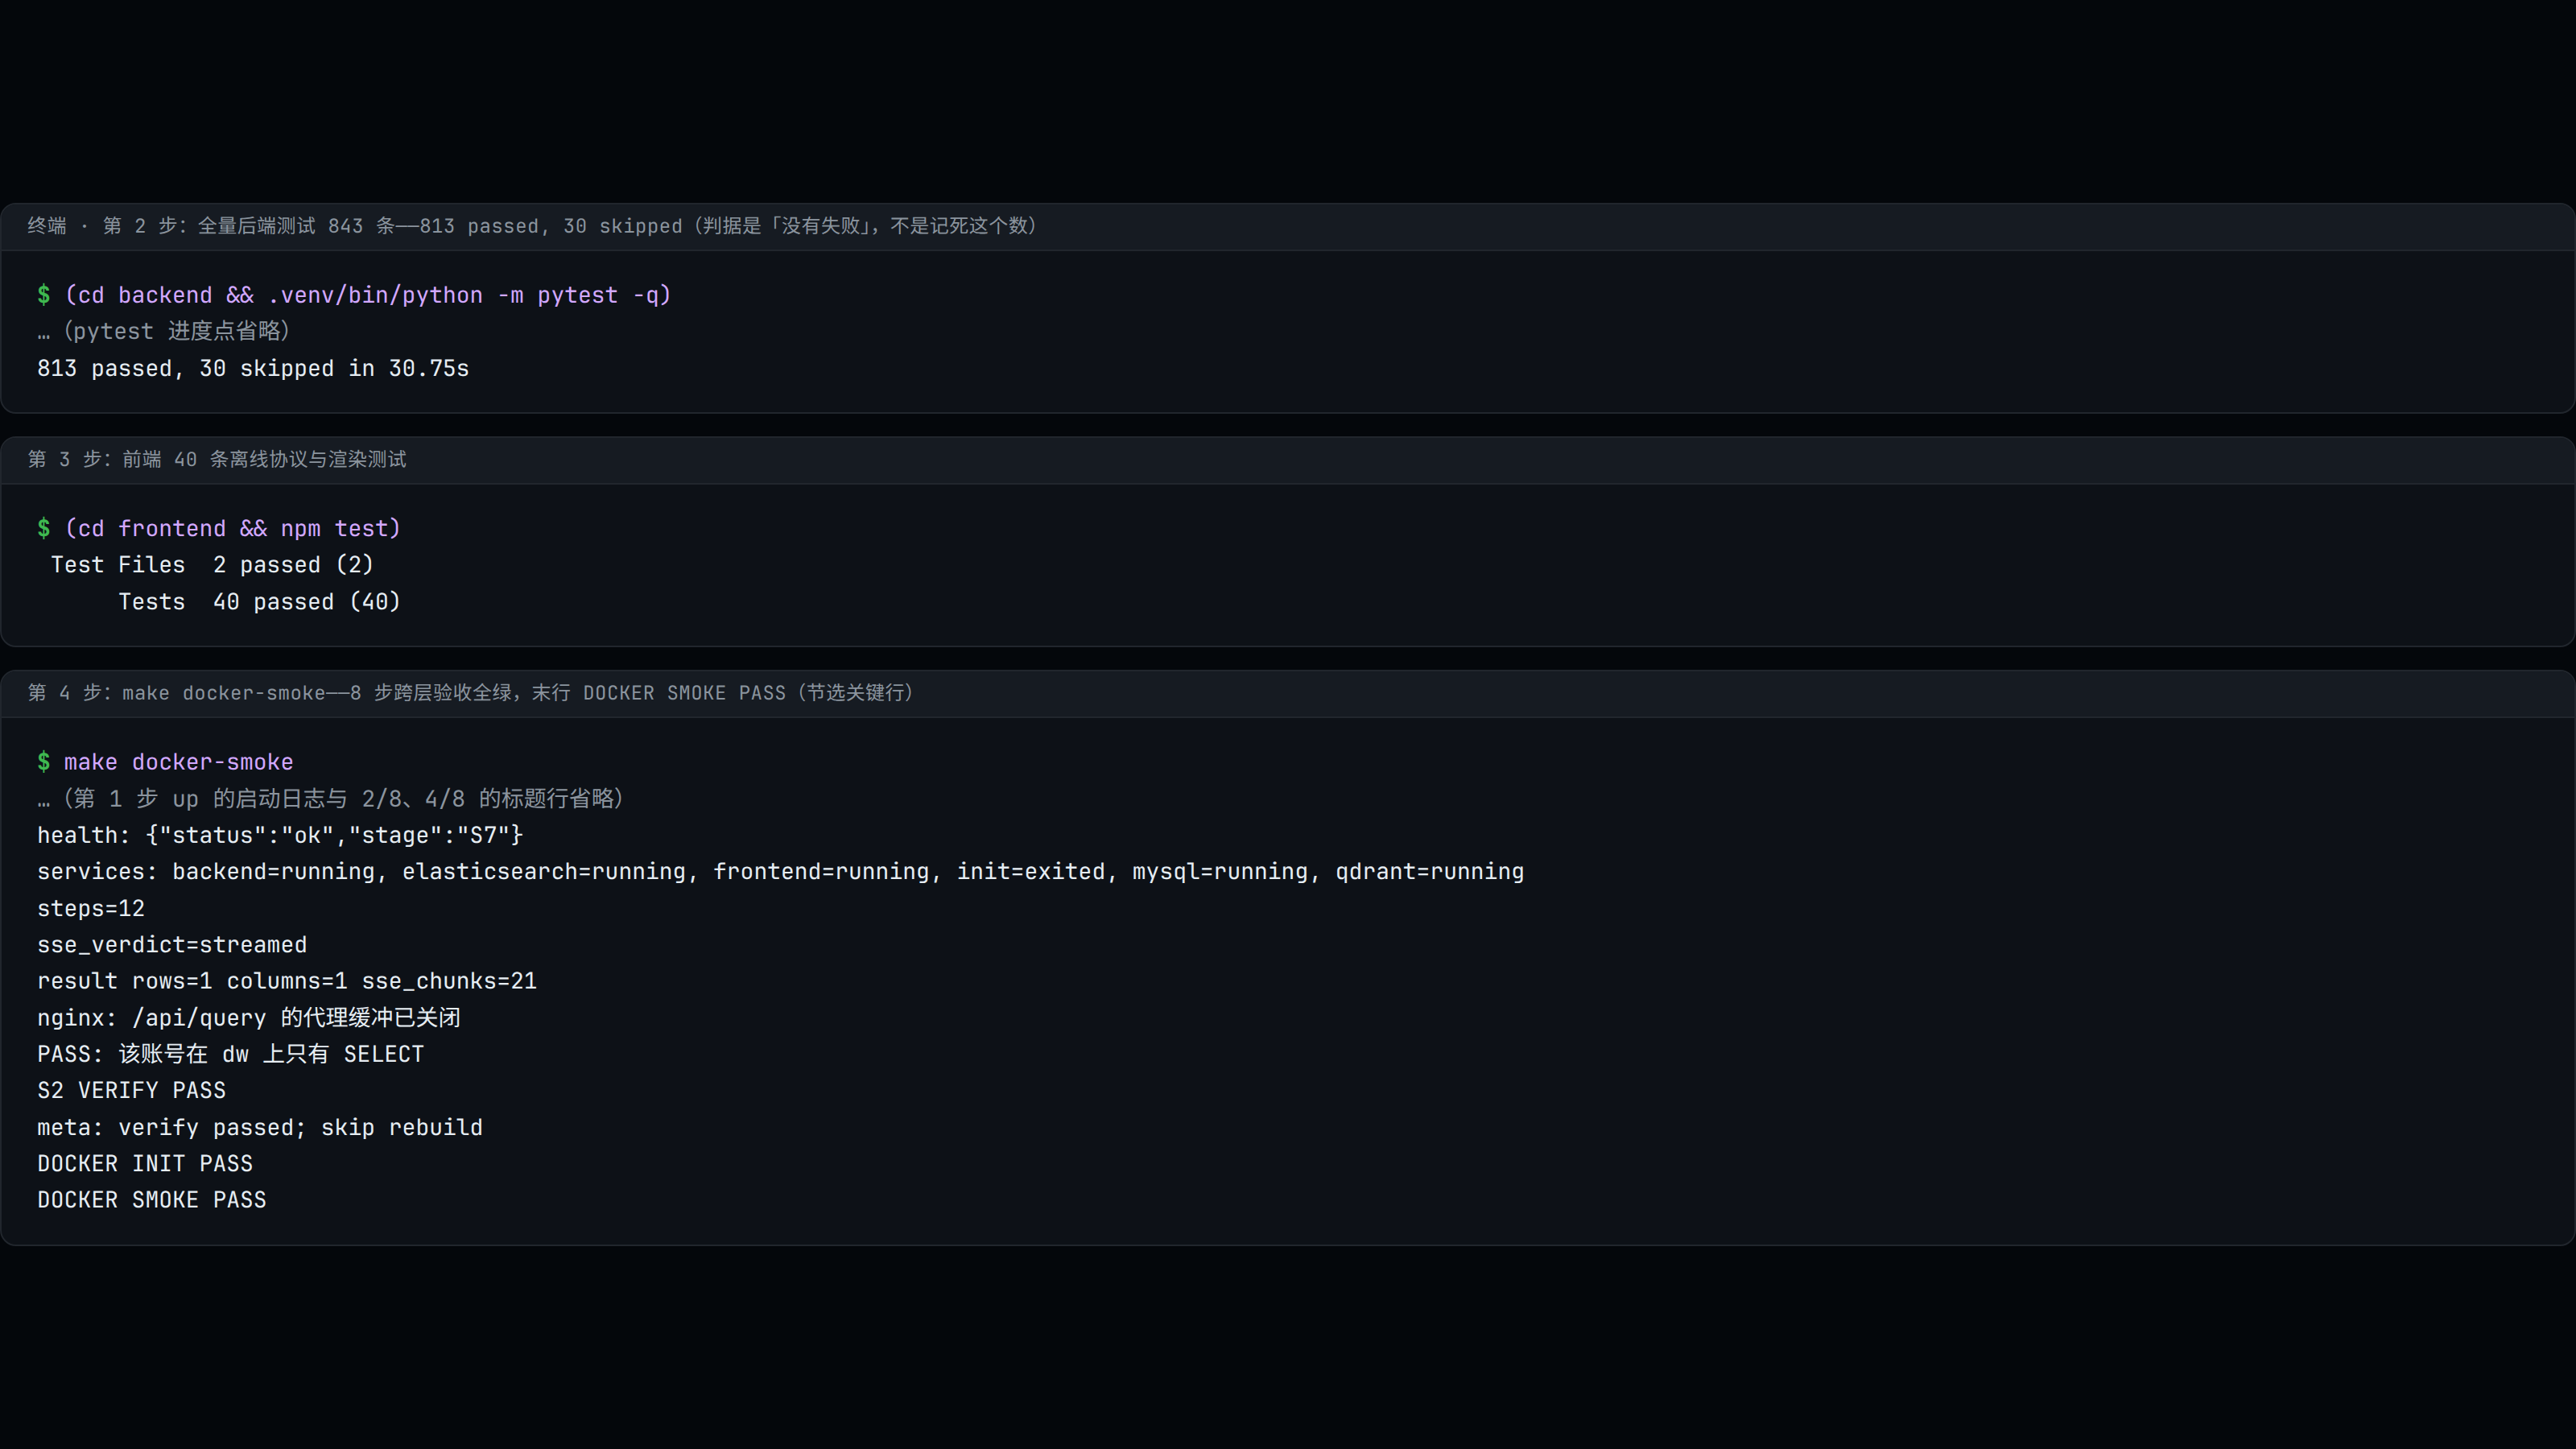 终端 · 第 2 步：全量后端测试 843 条——813 passed, 30 skipped（判据是「没有失败」，不是记死这个数）
$ (cd backend && .venv/bin/python -m pytest -q)
…（pytest 进度点省略）
813 passed, 30 skipped in 30.75s
第 3 步：前端 40 条离线协议与渲染测试
$ (cd frontend && npm test)
Test Files  2 passed (2)
Tests  40 passed (40)
第 4 步：make docker-smoke——8 步跨层验收全绿，末行 DOCKER SMOKE PASS（节选关键行）
$ make docker-smoke
…（第 1 步 up 的启动日志与 2/8、4/8 的标题行省略）
health: {"status":"ok","stage":"S7"}
services: backend=running, elasticsearch=running, frontend=running, init=exited, mysql=running, qdrant=running
steps=12
sse_verdict=streamed
result rows=1 columns=1 sse_chunks=21
nginx: /api/query 的代理缓冲已关闭
PASS: 该账号在 dw 上只有 SELECT
S2 VERIFY PASS
meta: verify passed; skip rebuild
DOCKER INIT PASS
DOCKER SMOKE PASS